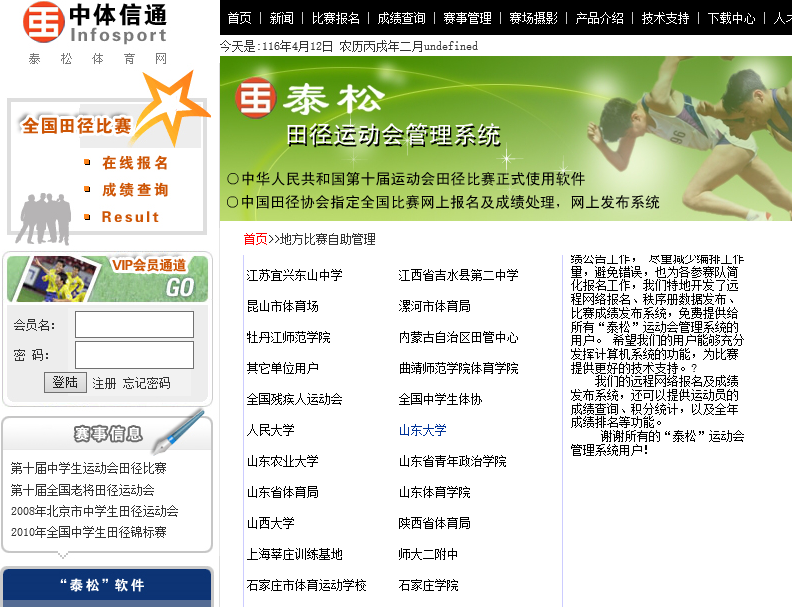 中体信通
Infosport
泰 松 体 育 网
首页 | 新闻 | 比赛报名 | 成绩查询 | 赛事管理 | 赛场摄影 | 产品介绍 | 技术支持 | 下载中心 | 人才
今天是:116年4月12日 农历丙戌年二月undefined
全国田径比赛
在线报名
成绩查询
Result
泰松
田径运动会管理系统
○中华人民共和国第十届运动会田径比赛正式使用软件
○中国田径协会指定全国比赛网上报名及成绩处理，网上发布系统
VIP会员通道
GO
会员名:
密 码:
登陆 注册 忘记密码
赛事信息
第十届中学生运动会田径比赛
第十届全国老将田径运动会
2008年北京市中学生田径运动会
2010年全国中学生田径锦标赛
“泰松”软件
首页>>地方比赛自助管理
江苏宜兴东山中学 江西省吉水县第二中学
昆山市体育场 漯河市体育局
牡丹江师范学院 内蒙古自治区田管中心
其它单位用户 曲靖师范学院体育学院
全国残疾人运动会 全国中学生体协
人民大学 山东大学
山东农业大学 山东省青年政治学院
山东省体育局 山东体育学院
山西大学 陕西省体育局
上海莘庄训练基地 师大二附中
石家庄市体育运动学校 石家庄学院
绩公告工作， 尽量减少编排工作
量，避免错误，也为各参赛队简
化报名工作，我们特地开发了远
程网络报名、秩序册数据发布、
比赛成绩发布系统，免费提供给
所有“泰松”运动会管理系统的
用户。 希望我们的用户能够充分
发挥计算机系统的功能，为比赛
提供更好的技术支持。?
我们的远程网络报名及成绩
发布系统，还可以提供运动员的
成绩查询、积分统计，以及全年
成绩排名等功能。
谢谢所有的“泰松”运动会
管理系统用户！